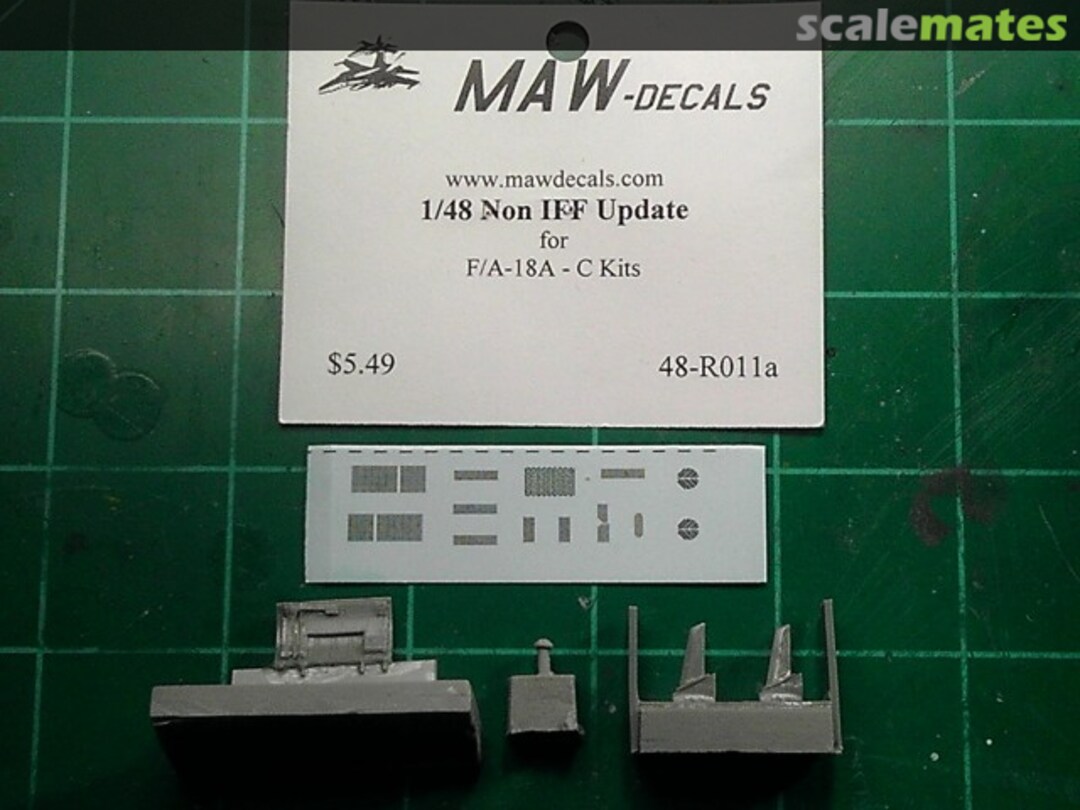 scalemates
MAW-DECALS
www.mawdecals.com
1/48 Non IFF Update
for
F/A-18A - C Kits
$5.49 48-R011a